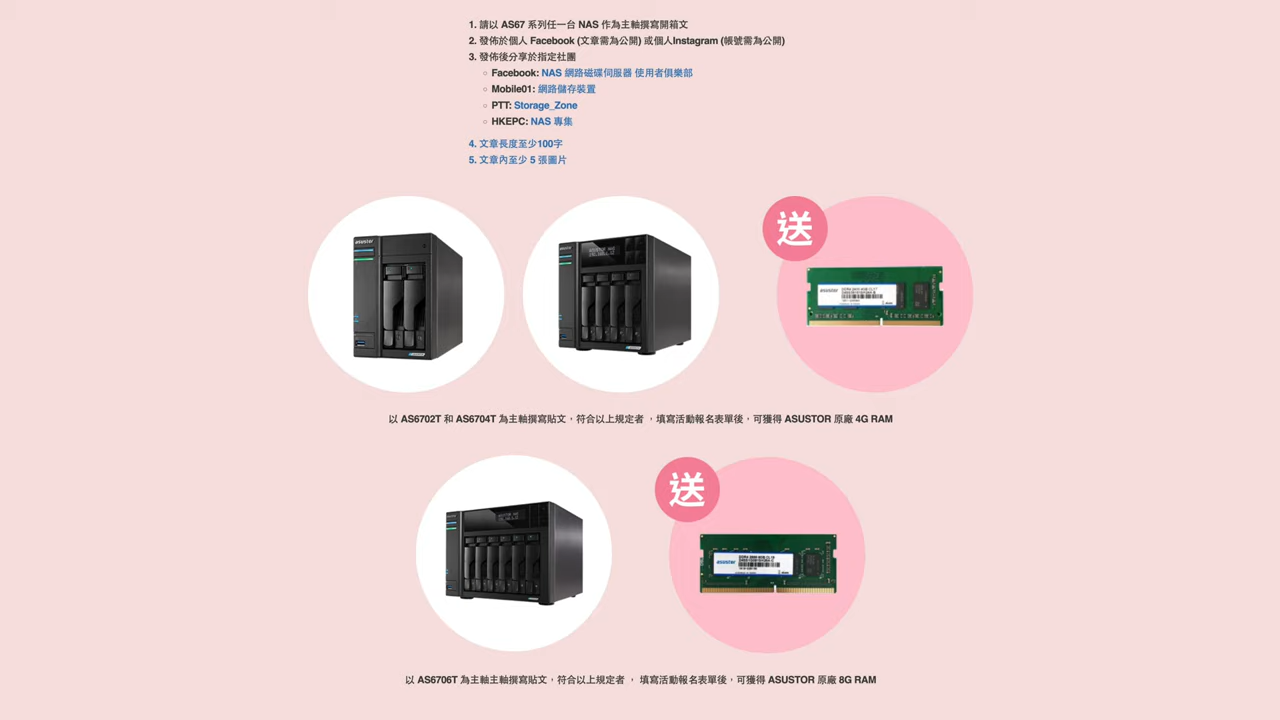 1. 請以 AS67 系列任一台 NAS 作為主軸撰寫開箱文
2. 發佈於個人 Facebook (文章需為公開) 或個人Instagram (帳號需為公開)
3. 發佈後分享於指定社團
Facebook: NAS 網路磁碟伺服器 使用者俱樂部
Mobile01: 網路儲存裝置
PTT: Storage_Zone
HKEPC: NAS 專集
4. 文章長度至少100字
5. 文章內至少 5 張圖片
送
asustor
asustor
以 AS6702T 和 AS6704T 為主軸撰寫貼文，符合以上規定者 ，填寫活動報名表單後，可獲得 ASUSTOR 原廠 4G RAM
送
asustor
以 AS6706T 為主軸主軸撰寫貼文，符合以上規定者 ， 填寫活動報名表單後，可獲得 ASUSTOR 原廠 8G RAM